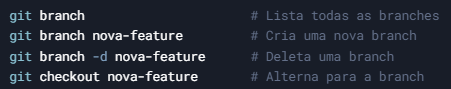 git branch # Lista todas as branches
git branch nova-feature # Cria uma nova branch
git branch -d nova-feature # Deleta uma branch
git checkout nova-feature # Alterna para a branch